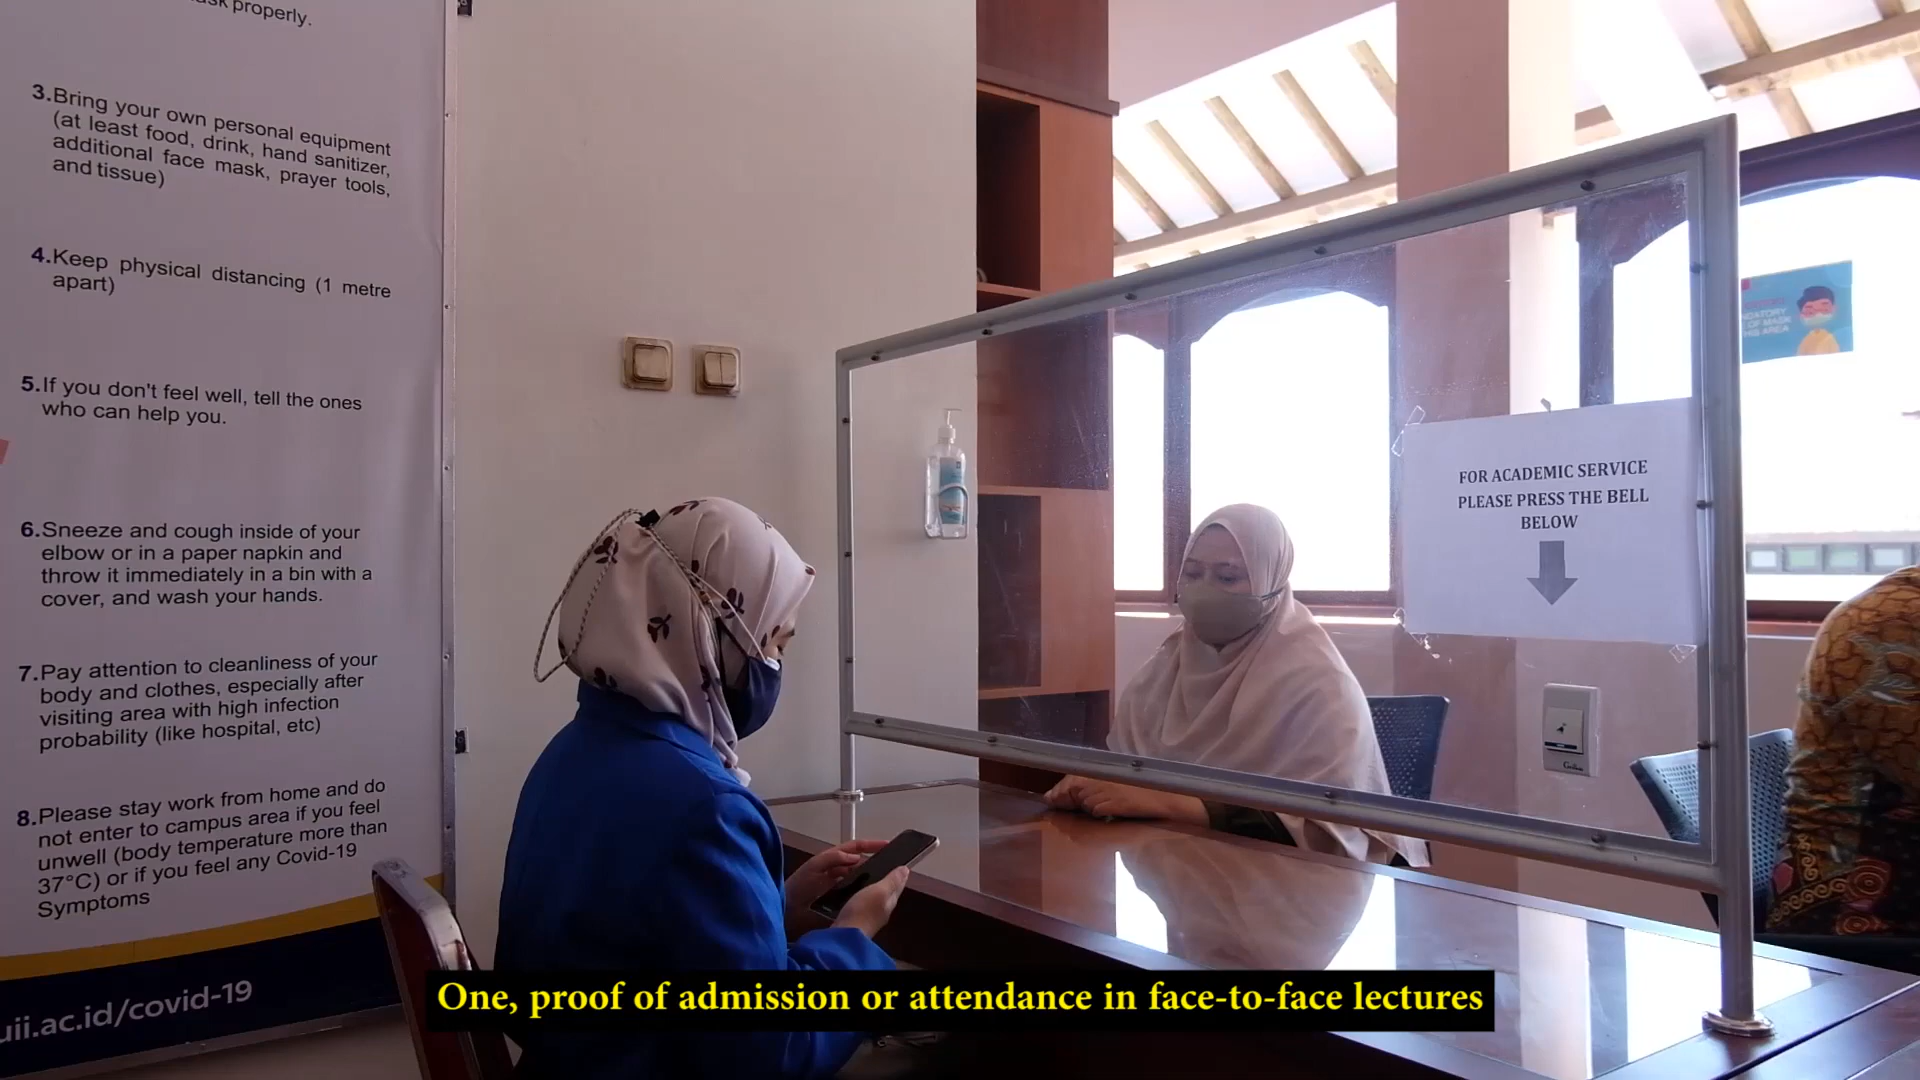 mask properly.
3.Bring your own personal equipment
(at least food, drink, hand sanitizer,
additional face mask, prayer tools,
and tissue)
4.Keep physical distancing (1 metre
apart)
5.If you don't feel well, tell the ones
who can help you.
6.Sneeze and cough inside of your
elbow or in a paper napkin and
throw it immediately in a bin with a
cover, and wash your hands.
7.Pay attention to cleanliness of your
body and clothes, especially after
visiting area with high infection
probability (like hospital, etc)
8.Please stay work from home and do
not enter to campus area if you feel
unwell (body temperature more than
37°C) or if you feel any Covid-19
Symptoms
uii.ac.id/covid-19
FOR ACADEMIC SERVICE
PLEASE PRESS THE BELL
BELOW
OF MASK
AREA
One, proof of admission or attendance in face-to-face lectures